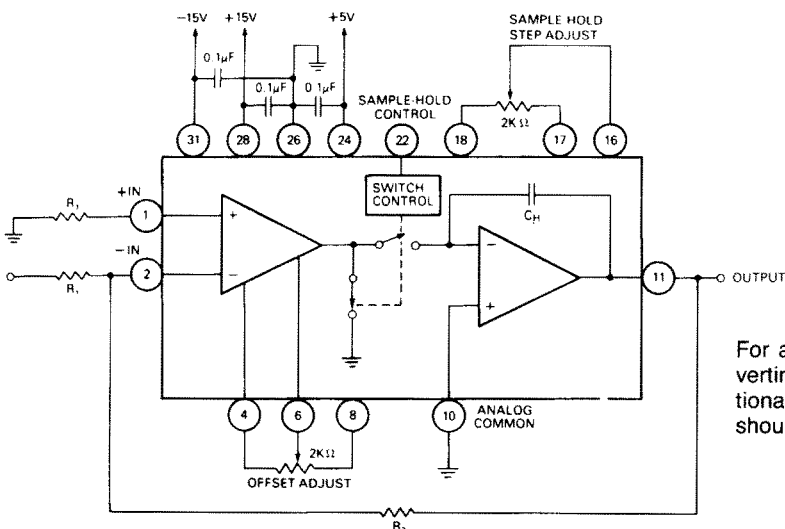 −15V +15V +5V
0.1µF
0.1µF 0.1µF
SAMPLE-HOLD
CONTROL
SAMPLE HOLD
STEP ADJUST
2KΩ
31 28 26 24 22 18 17 16
SWITCH
CONTROL
R₁ +IN 1 +
−IN
R₁ 2 −
C_H
−
+
11 OUTPUT
4 6 8 10 ANALOG
COMMON
2KΩ
OFFSET ADJUST
For a
vertin
tiona
shou